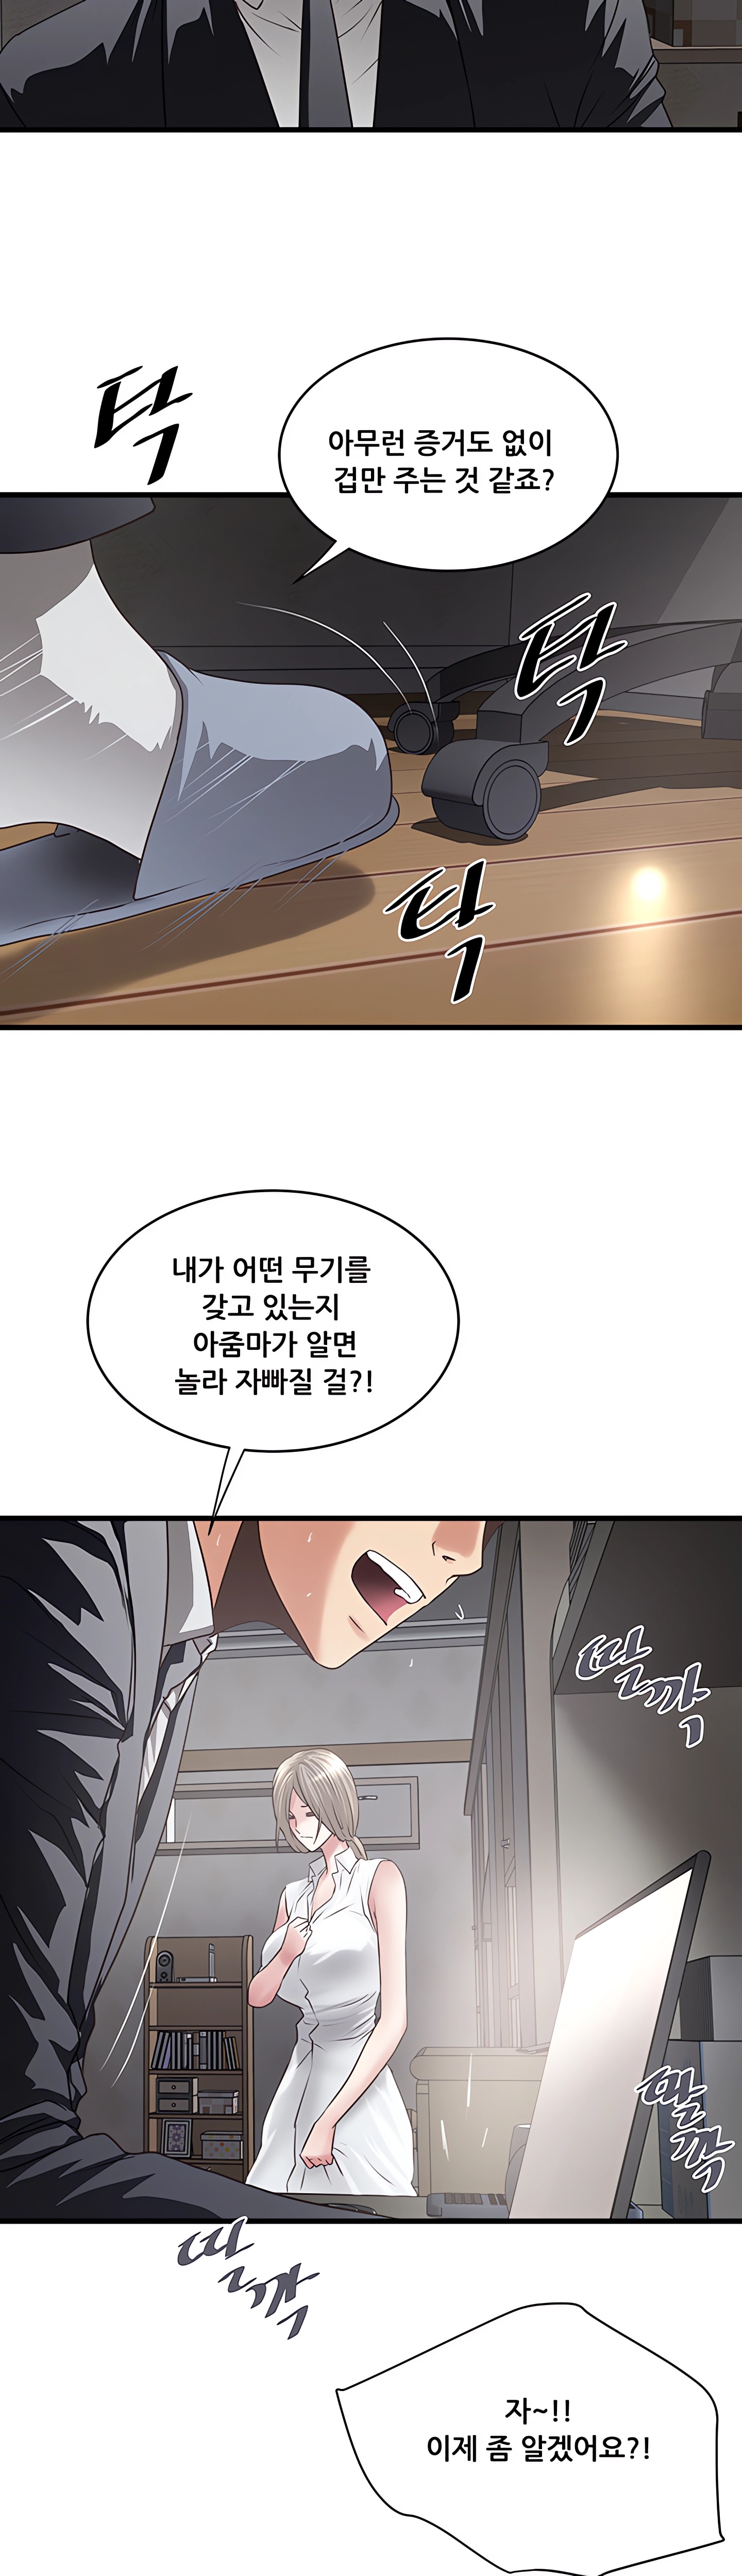 탁
아무런 증거도 없이
겁만 주는 것 같죠?
탁
탁
내가 어떤 무기를
갖고 있는지
아줌마가 알면
놀라 자빠질 걸?!
딸깍
딸깍
딸깍
자~!!
이제 좀 알겠어요?!